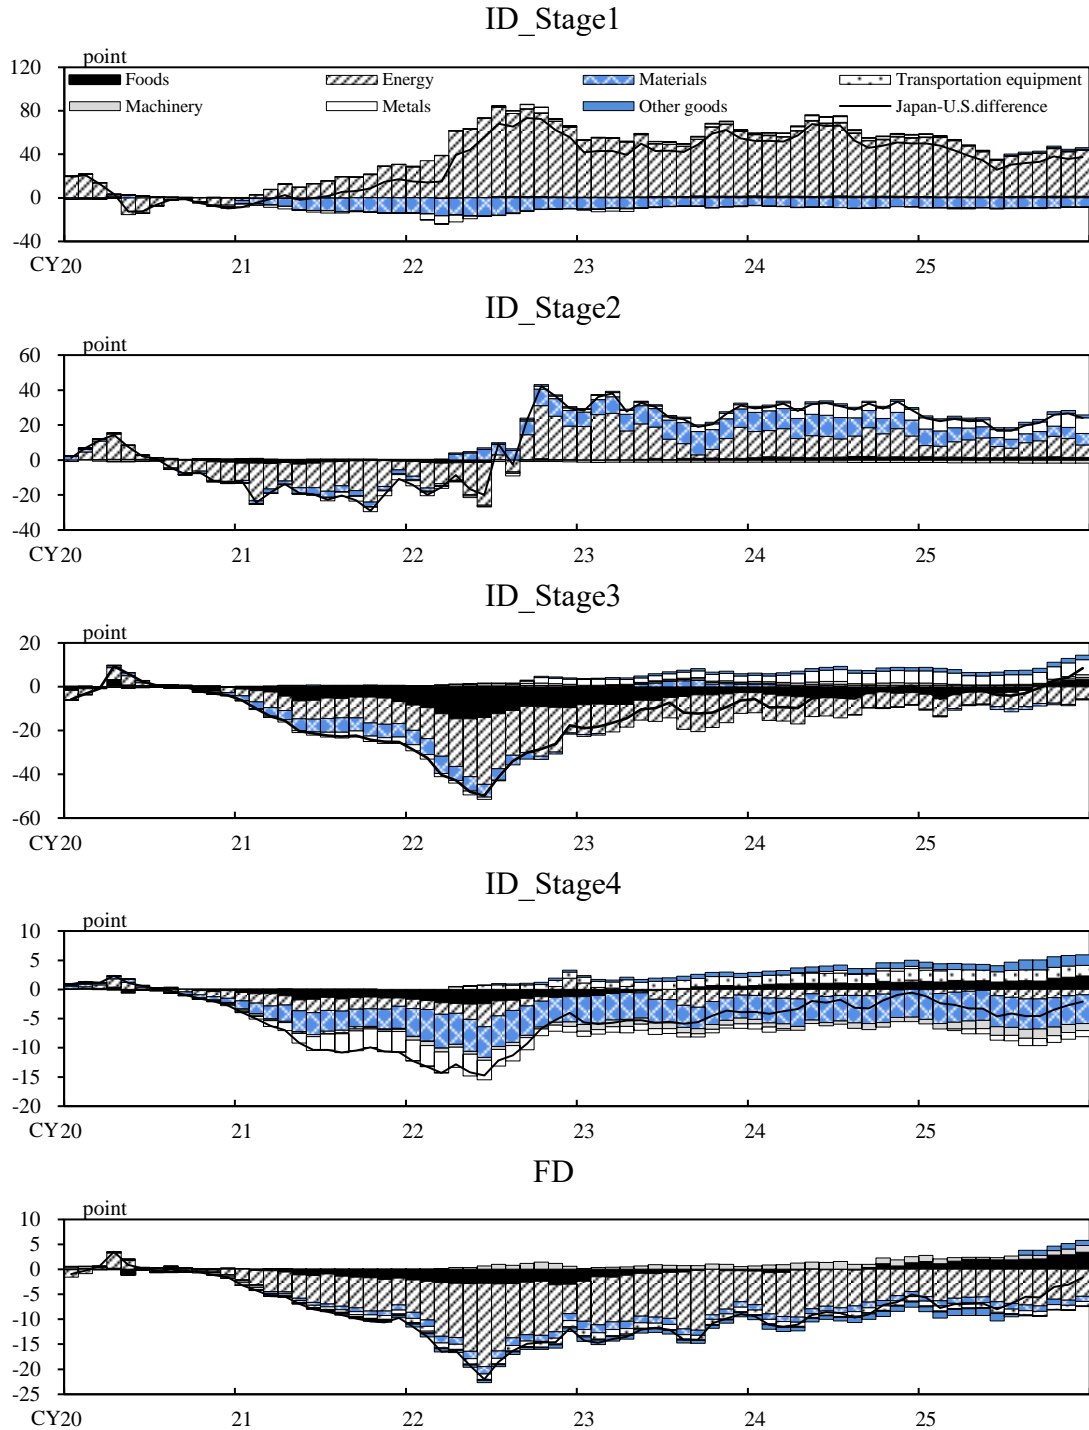 ID_Stage1
point
120
80
40
0
-40
Foods
Energy
Materials
Transportation equipment
Machinery
Metals
Other goods
Japan-U.S.difference
CY20 21 22 23 24 25
ID_Stage2
point
60
40
20
0
-20
-40
CY20 21 22 23 24 25
ID_Stage3
point
20
0
-20
-40
-60
CY20 21 22 23 24 25
ID_Stage4
point
10
5
0
-5
-10
-15
-20
CY20 21 22 23 24 25
FD
point
10
5
0
-5
-10
-15
-20
-25
CY20 21 22 23 24 25